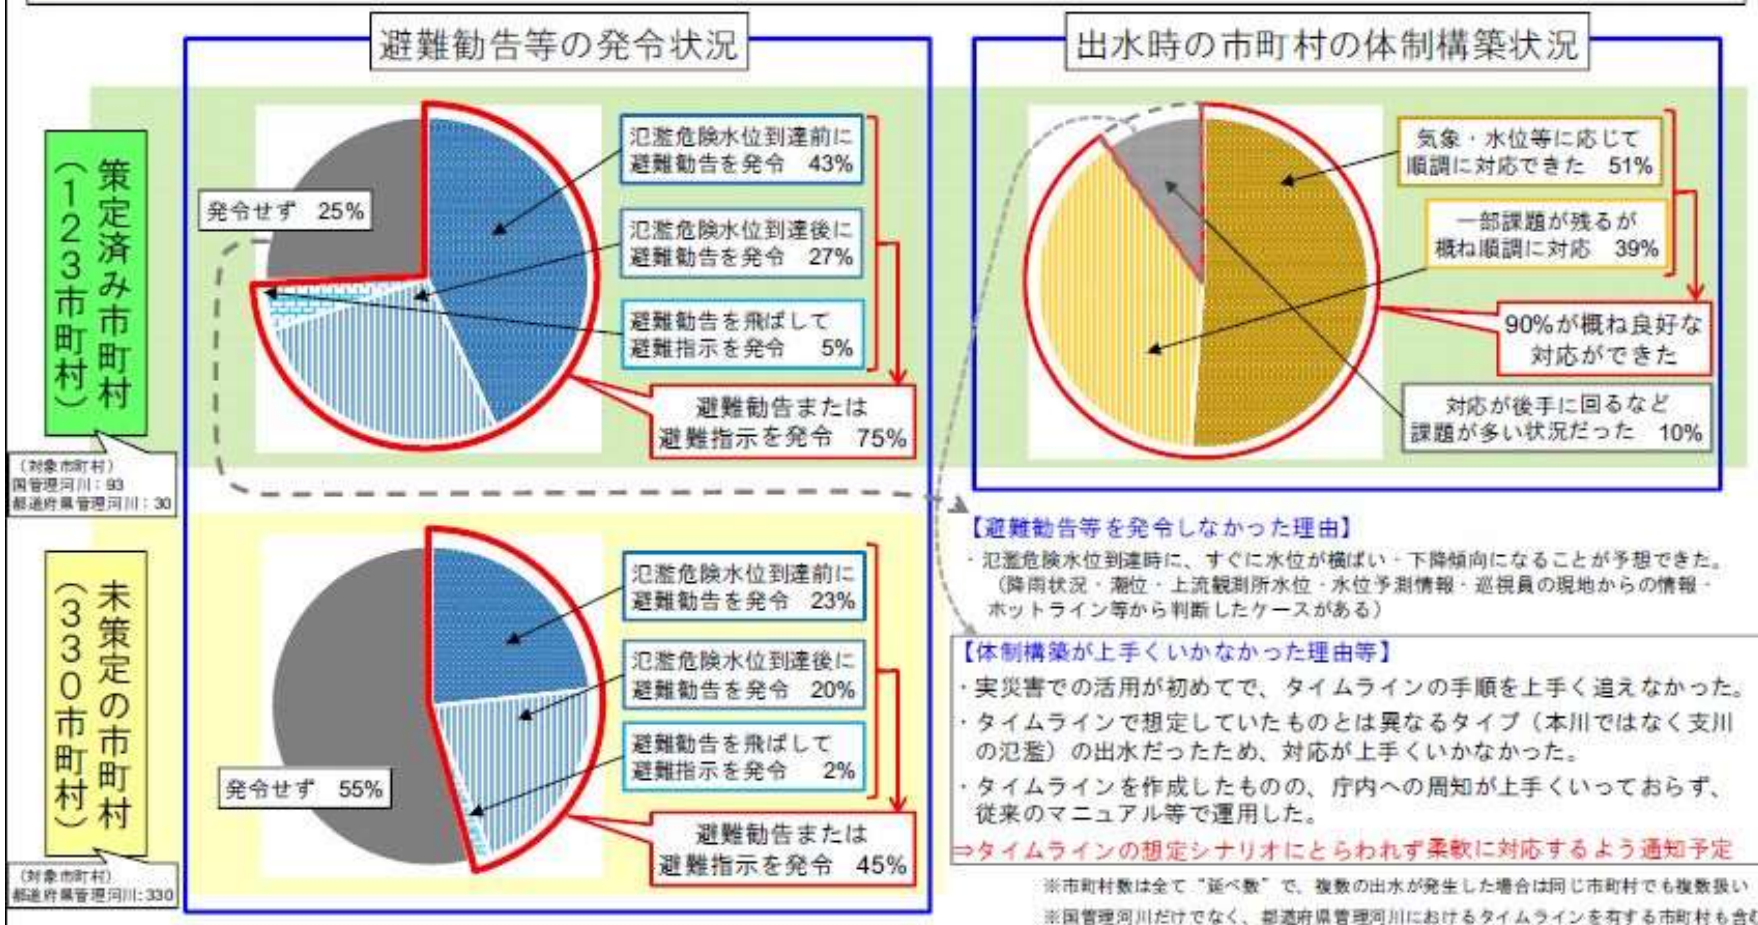 避難勧告等の発令状況
出水時の市町村の体制構築状況
策定済み市町村
（１２３市町村）
（対象市町村）
国管理河川：93
都道府県管理河川：30
発令せず 25%
氾濫危険水位到達前に
避難勧告を発令 43%
氾濫危険水位到達後に
避難勧告を発令 27%
避難勧告を飛ばして
避難指示を発令 5%
避難勧告または
避難指示を発令 75%
気象・水位等に応じて
順調に対応できた 51%
一部課題が残るが
概ね順調に対応 39%
90%が概ね良好な
対応ができた
対応が後手に回るなど
課題が多い状況だった 10%
未策定の市町村
（３３０市町村）
（対象市町村）
都道府県管理河川：330
発令せず 55%
氾濫危険水位到達前に
避難勧告を発令 23%
氾濫危険水位到達後に
避難勧告を発令 20%
避難勧告を飛ばして
避難指示を発令 2%
避難勧告または
避難指示を発令 45%
【避難勧告等を発令しなかった理由】
・氾濫危険水位到達時に、すぐに水位が横ばい・下降傾向になることが予想できた。
（降雨状況・潮位・上流観測所水位・水位予測情報・巡視員の現地からの情報・
ホットライン等から判断したケースがある）
【体制構築が上手くいかなかった理由等】
・実災害での活用が初めてで、タイムラインの手順を上手く追えなかった。
・タイムラインで想定していたものとは異なるタイプ（本川ではなく支川
の氾濫）の出水だったため、対応が上手くいかなかった。
・タイムラインを作成したものの、庁内への周知が上手くいっておらず、
従来のマニュアル等で運用した。
⇒タイムラインの想定シナリオにとらわれず柔軟に対応するよう通知予定
※市町村数は全て“延べ数”で、複数の出水が発生した場合は同じ市町村でも複数扱い
※国管理河川だけでなく、都道府県管理河川におけるタイムラインを有する市町村も含む